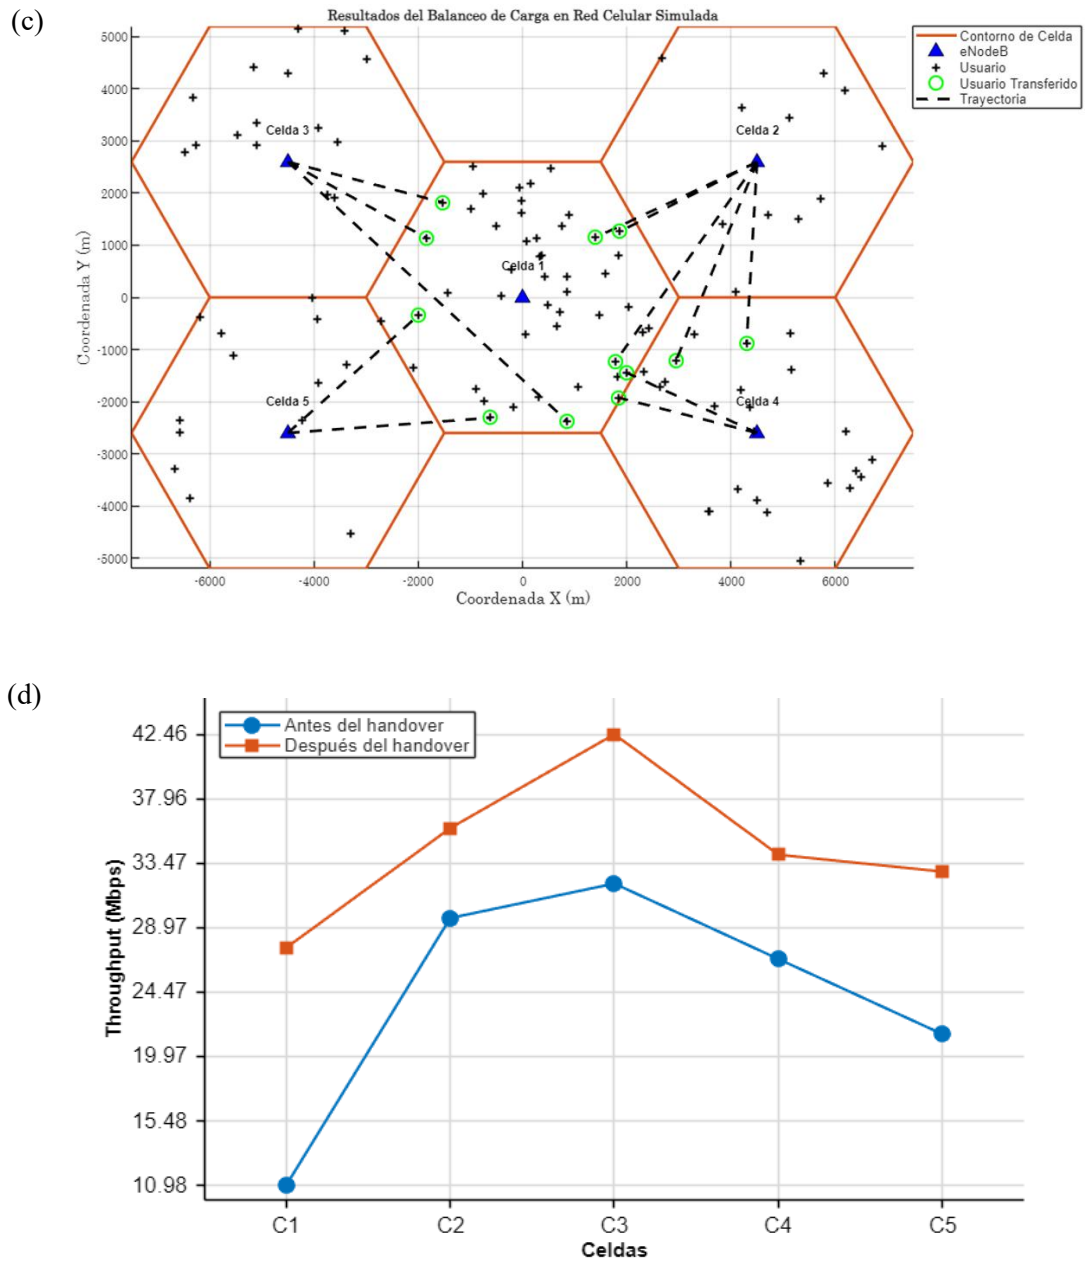 (c)
Resultados del Balanceo de Carga en Red Celular Simulada
Contorno de Celda
eNodeB
Usuario
Usuario Transferido
Trayectoria
Coordenada Y (m)
5000
4000
3000
2000
1000
0
-1000
-2000
-3000
-4000
-5000
Celda 3
Celda 2
Celda 1
Celda 5
Celda 4
-6000 -4000 -2000 0 2000 4000 6000
Coordenada X (m)
(d)
Antes del handover
Después del handover
Throughput (Mbps)
42.46
37.96
33.47
28.97
24.47
19.97
15.48
10.98
C1 C2 C3 C4 C5
Celdas